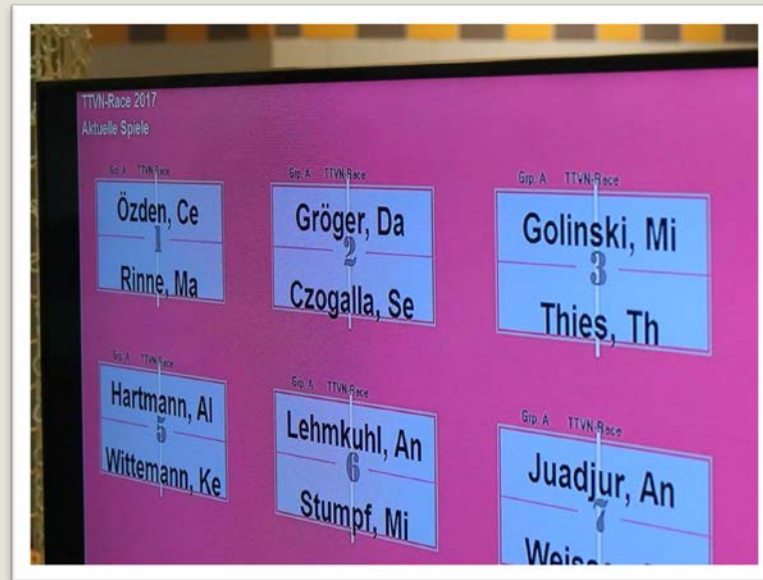 TTVN-Race 2017
Aktuelle Spiele
Grp. A TTVN-Race
Özden, Ce
1
Rinne, Ma
Grp. A TTVN-Race
Gröger, Da
2
Czogalla, Se
Grp. A TTVN-Race
Golinski, Mi
3
Thies, Th
Grp. A TTVN-Race
Hartmann, Al
5
Wittemann, Ke
Grp. A TTVN-Race
Lehmkuhl, An
6
Stumpf, Mi
Grp. A TTVN-Race
Juadjur, An
7